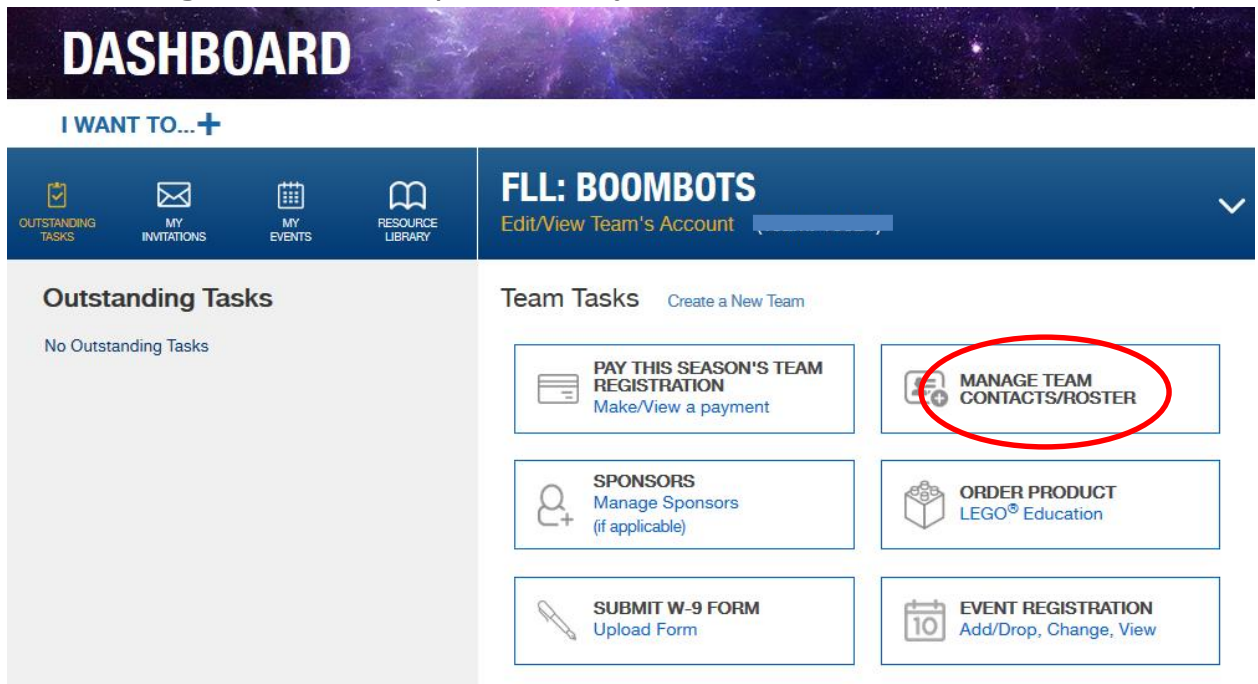 DASHBOARD
I WANT TO...+
OUTSTANDING TASKS
MY INVITATIONS
MY EVENTS
RESOURCE LIBRARY
FLL: BOOMBOTS
Edit/View Team's Account
Outstanding Tasks
No Outstanding Tasks
Team Tasks Create a New Team
PAY THIS SEASON'S TEAM
REGISTRATION
Make/View a payment
MANAGE TEAM
CONTACTS/ROSTER
SPONSORS
Manage Sponsors
(if applicable)
ORDER PRODUCT
LEGO® Education
SUBMIT W-9 FORM
Upload Form
10
EVENT REGISTRATION
Add/Drop, Change, View